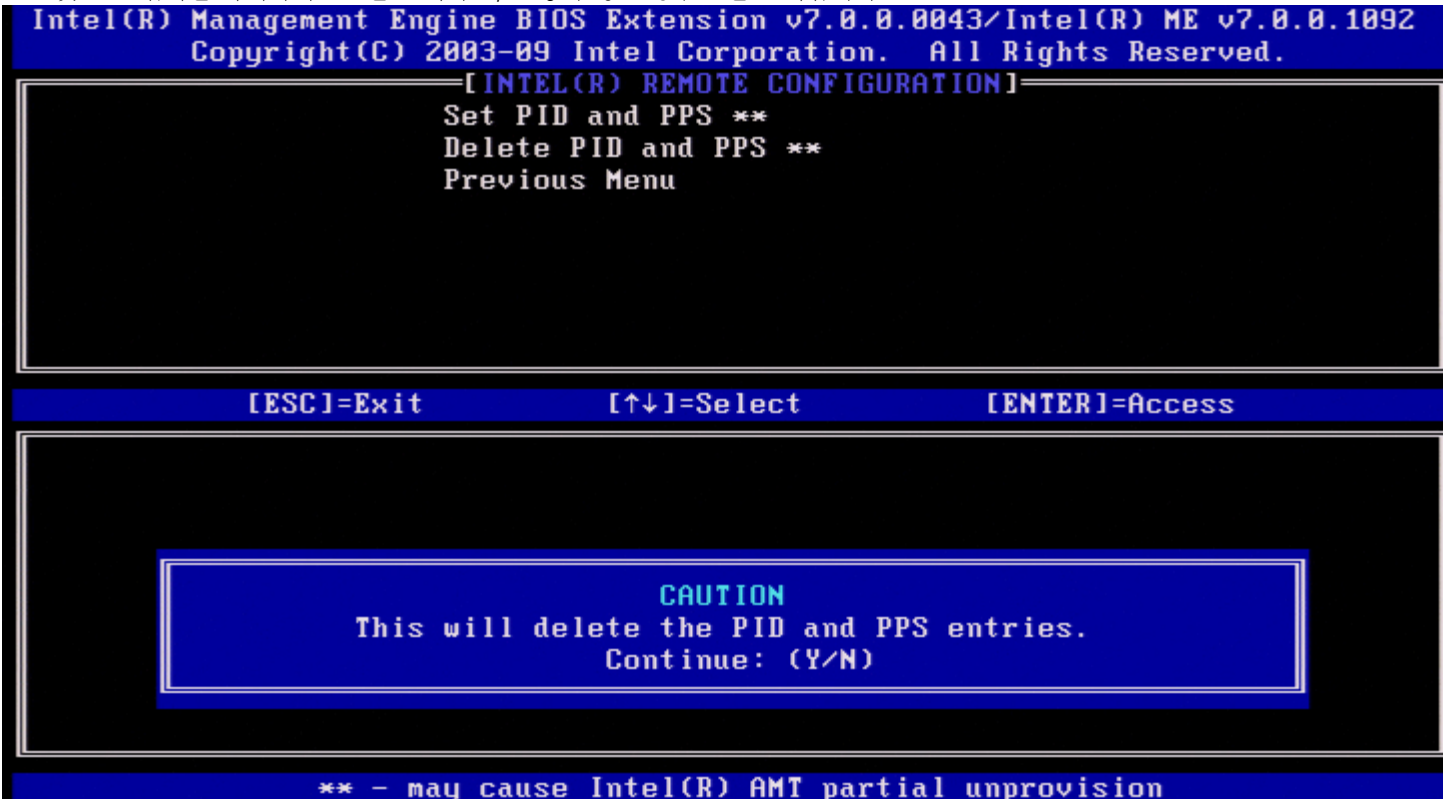 Intel(R) Management Engine BIOS Extension v7.0.0.0043/Intel(R) ME v7.0.0.1092
Copyright(C) 2003-09 Intel Corporation. All Rights Reserved.
[INTEL(R) REMOTE CONFIGURATION]
Set PID and PPS **
Delete PID and PPS **
Previous Menu
[ESC]=Exit [↑↓]=Select [ENTER]=Access
CAUTION
This will delete the PID and PPS entries.
Continue: (Y/N)
** - may cause Intel(R) AMT partial unprovision